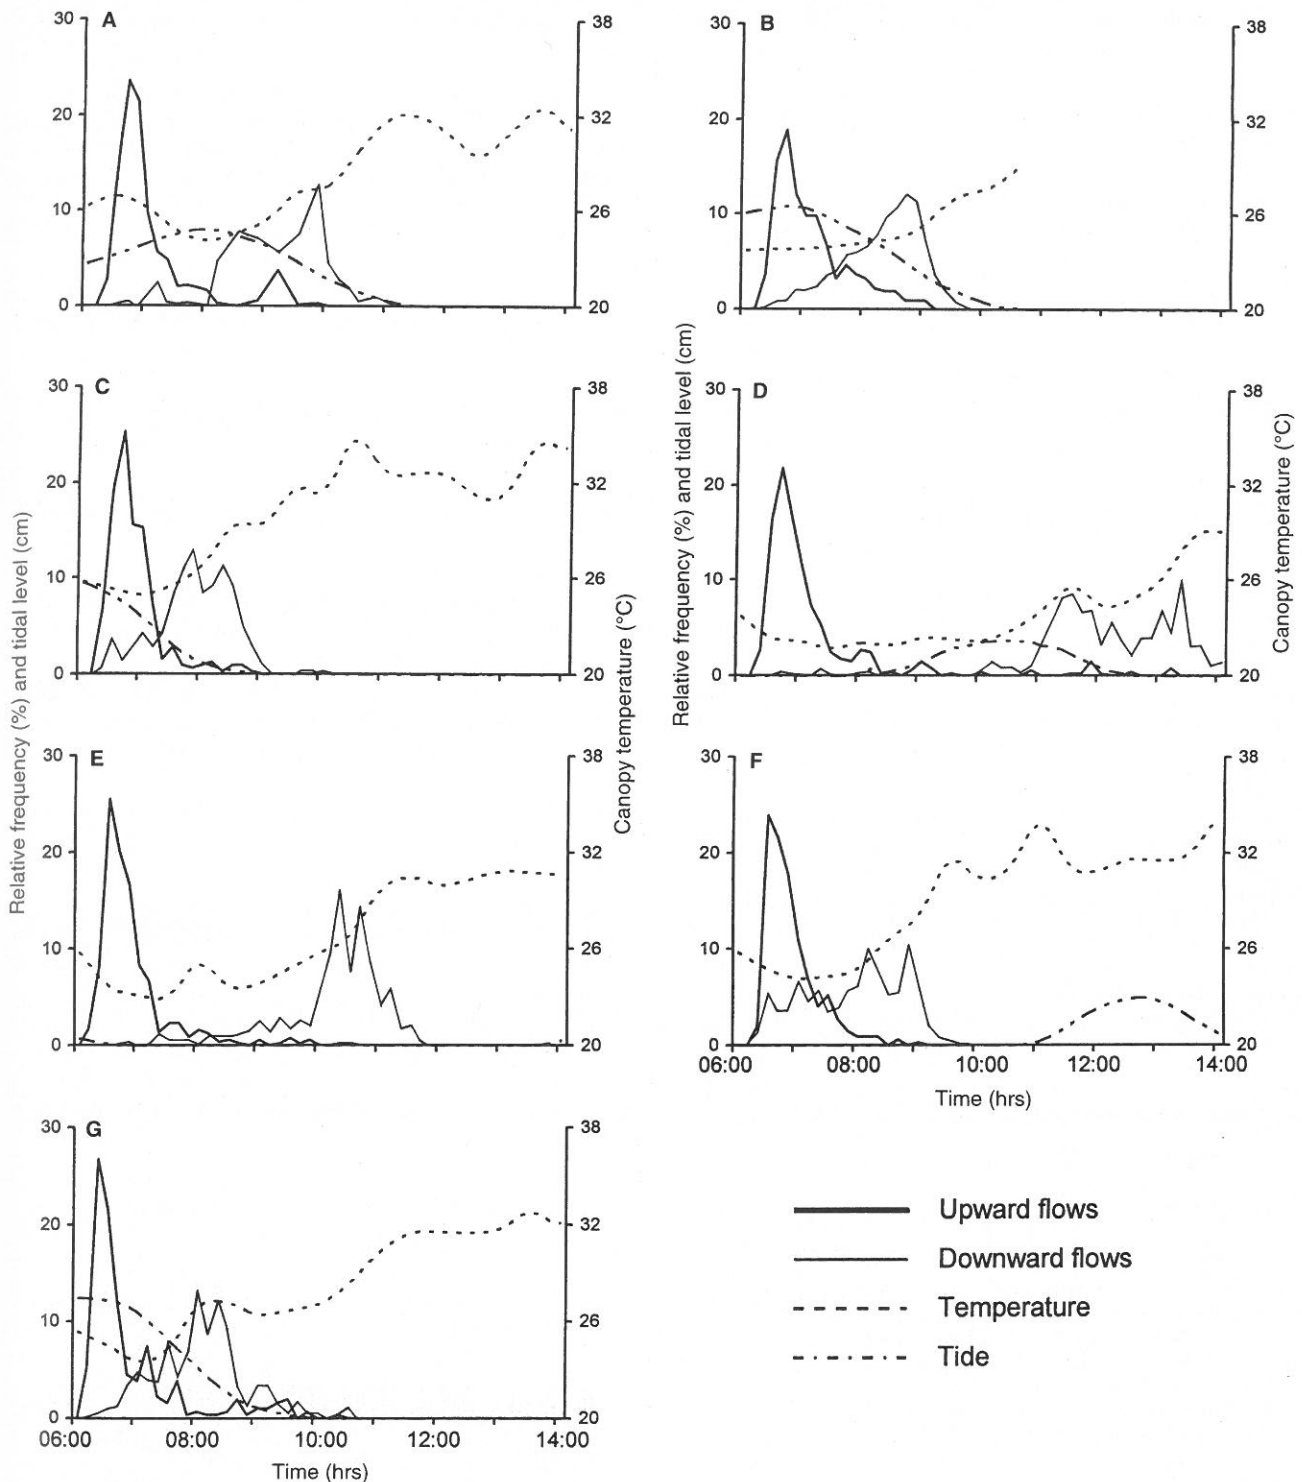 A
30
20
10
0
38
32
26
20
B
30
20
10
0
38
32
26
20
C
30
20
10
0
38
32
26
20
D
30
20
10
0
38
32
26
20
E
30
20
10
0
38
32
26
20
F
30
20
10
0
38
32
26
20
06:00 08:00 10:00 12:00 14:00
Time (hrs)
G
30
20
10
0
38
32
26
20
06:00 08:00 10:00 12:00 14:00
Time (hrs)
Relative frequency (%) and tidal level (cm)
Canopy temperature (°C)
Relative frequency (%) and tidal level (cm)
Canopy temperature (°C)
Upward flows
Downward flows
Temperature
Tide